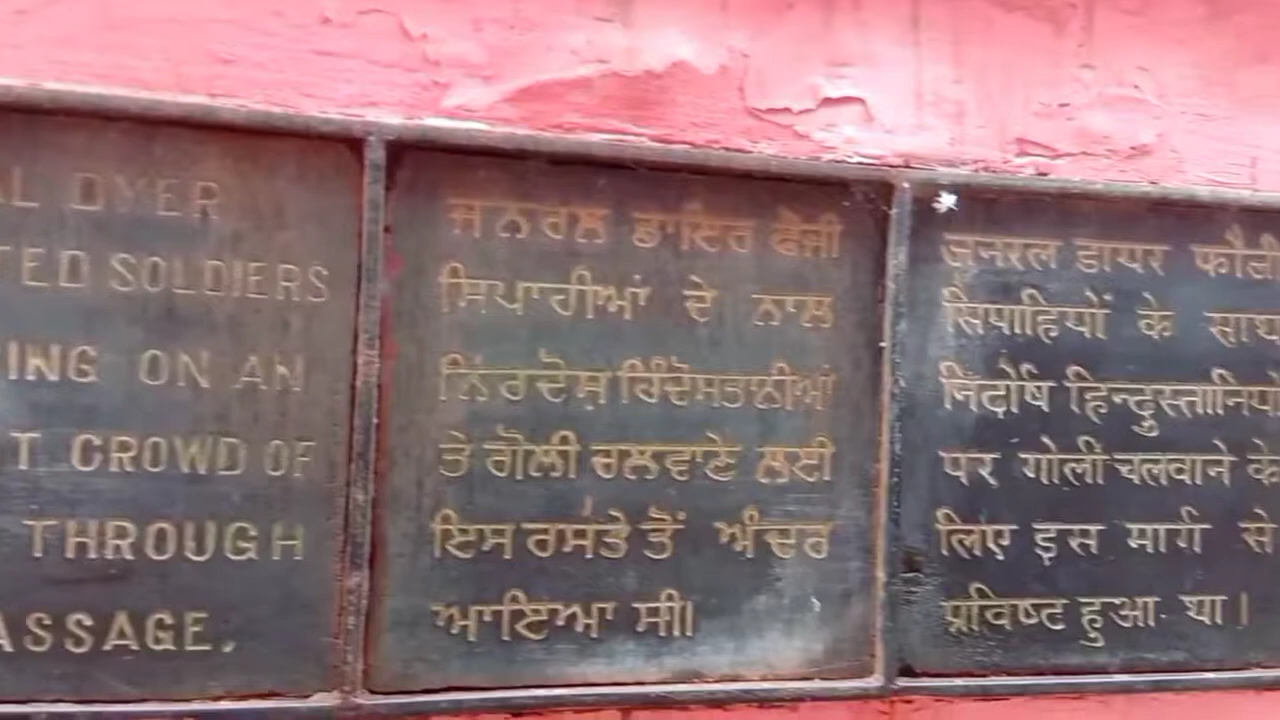 AL DYER
TED SOLDIERS
ING ON AN
T CROWD OF
THROUGH
ASSAGE.
ਜਨਰਲ ਡਾਇਰ ਫੌਜੀ
ਸਿਪਾਹੀਆਂ ਦੇ ਨਾਲ
ਨਿਰਦੋਸ਼ ਹਿੰਦੋਸਤਾਨੀਆਂ
ਤੇ ਗੋਲੀ ਚਲਵਾਣੇ ਲਈ
ਇਸ ਰਸਤੇ ਤੋਂ ਅੰਦਰ
ਆਇਆ ਸੀ।
जनरल डायर फौजी
सिपाहियों के साथ
निर्दोष हिन्दुस्तानियों
पर गोली चलवाने के
लिए इस मार्ग से
प्रविष्ट हुआ था।